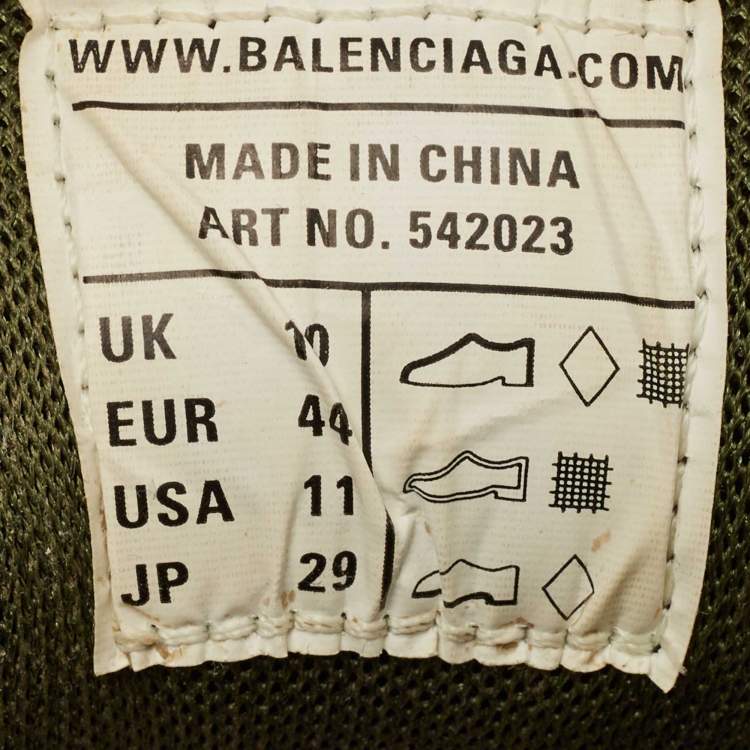 WWW.BALENCIAGA.COM
MADE IN CHINA
ART NO. 542023
UK 10
EUR 44
USA 11
JP 29